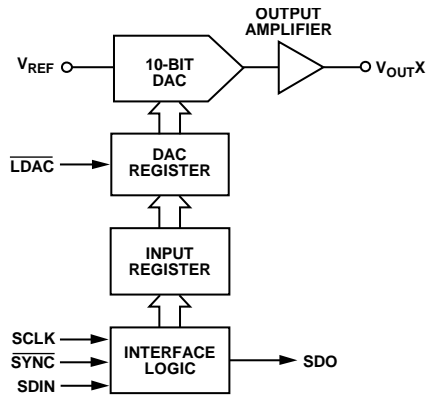 OUTPUT
AMPLIFIER
VREF
10-BIT
DAC
VOUTX
LDAC
DAC
REGISTER
INPUT
REGISTER
SCLK
SYNC
SDIN
INTERFACE
LOGIC
SDO